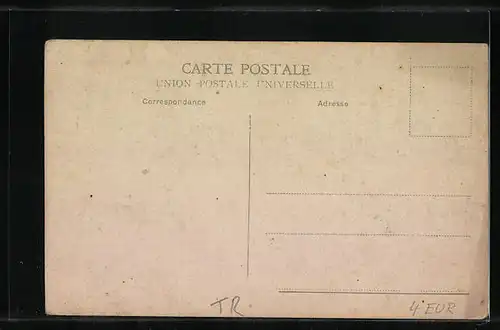 CARTE POSTALE
UNION POSTALE UNIVERSELLE
Correspondance Adresse
TR 4 EUR